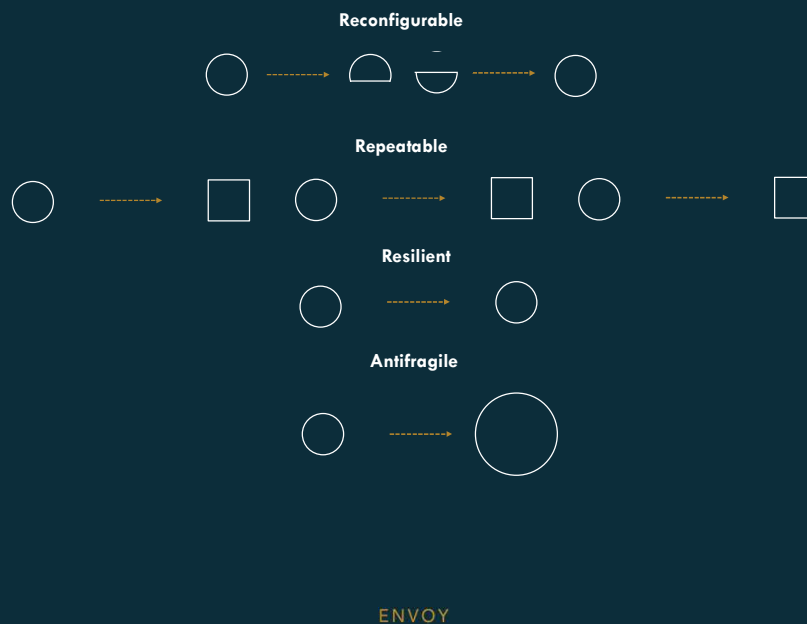 Reconfigurable
Repeatable
Resilient
Antifragile
ENVOY